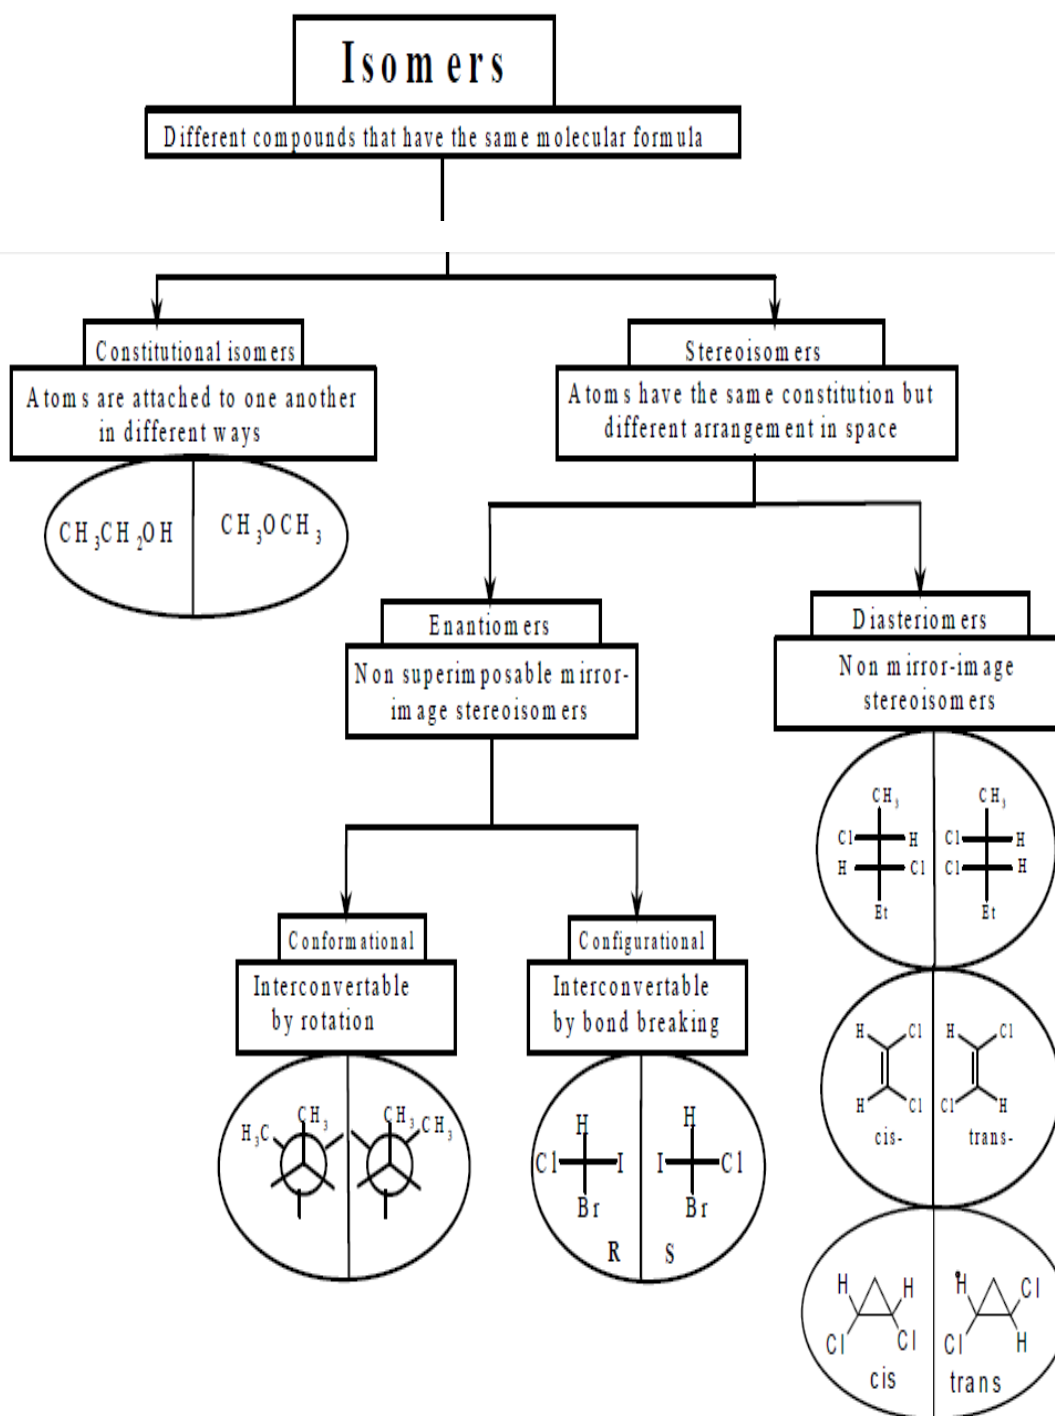 Isomers
Different compounds that have the same molecular formula
Constitutional isomers
Atoms are attached to one another
in different ways
CH3CH2OH
CH3OCH3
Stereoisomers
Atoms have the same constitution but
different arrangement in space
Enantiomers
Non superimposable mirror-
image stereoisomers
Diasteriomers
Non mirror-image
stereoisomers
CH3
Cl H
H Cl
Et
CH3
Cl H
Cl H
Et
Conformational
Interconvertable
by rotation
H3C CH3
CH3 CH3
Configurational
Interconvertable
by bond breaking
H
Cl I
Br
R
H
I Cl
Br
S
H Cl
H Cl
cis-
H Cl
Cl H
trans-
H H
Cl Cl
cis
H Cl
Cl H
trans